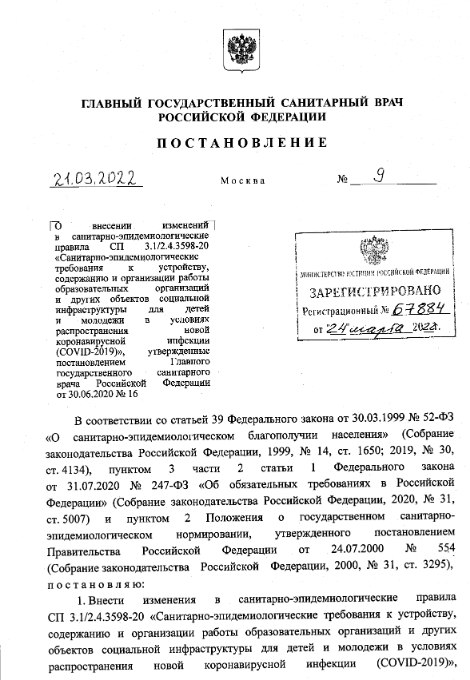 ГЛАВНЫЙ ГОСУДАРСТВЕННЫЙ САНИТАРНЫЙ ВРАЧ
РОССИЙСКОЙ ФЕДЕРАЦИИ
ПОСТАНОВЛЕНИЕ
21.03.2022 Москва № 9
О внесении изменений
в санитарно-эпидемиологические
правила СП 3.1/2.4.3598-20
«Санитарно-эпидемиологические
требования к устройству,
содержанию и организации работы
образовательных организаций
и других объектов социальной
инфраструктуры для детей
и молодежи в условиях
распространения новой
коронавирусной инфекции
(COVID-2019)», утвержденные
постановлением Главного
государственного санитарного
врача Российской Федерации
от 30.06.2020 № 16
МИНИСТЕРСТВО ЮСТИЦИИ РОССИЙСКОЙ ФЕДЕРАЦИИ
ЗАРЕГИСТРИРОВАНО
Регистрационный № 67884
от 24 марта 2022.
В соответствии со статьей 39 Федерального закона от 30.03.1999 № 52-ФЗ
«О санитарно-эпидемиологическом благополучии населения» (Собрание
законодательства Российской Федерации, 1999, № 14, ст. 1650; 2019, № 30,
ст. 4134), пунктом 3 части 2 статьи 1 Федерального закона
от 31.07.2020 № 247-ФЗ «Об обязательных требованиях в Российской
Федерации» (Собрание законодательства Российской Федерации, 2020, № 31,
ст. 5007) и пунктом 2 Положения о государственном санитарно-
эпидемиологическом нормировании, утвержденного постановлением
Правительства Российской Федерации от 24.07.2000 № 554
(Собрание законодательства Российской Федерации, 2000, № 31, ст. 3295),
постановляю:
1. Внести изменения в санитарно-эпидемиологические правила
СП 3.1/2.4.3598-20 «Санитарно-эпидемиологические требования к устройству,
содержанию и организации работы образовательных организаций и других
объектов социальной инфраструктуры для детей и молодежи в условиях
распространения новой коронавирусной инфекции (COVID-2019)»,